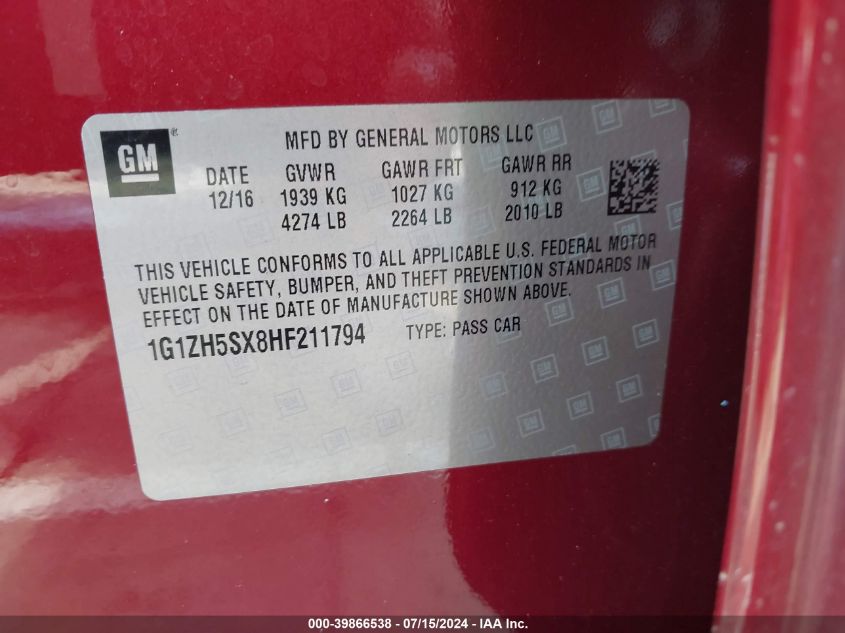 GM®
MFD BY GENERAL MOTORS LLC
DATE GVWR GAWR FRT GAWR RR
12/16 1939 KG 1027 KG 912 KG
4274 LB 2264 LB 2010 LB
THIS VEHICLE CONFORMS TO ALL APPLICABLE U.S. FEDERAL MOTOR
VEHICLE SAFETY, BUMPER, AND THEFT PREVENTION STANDARDS IN
EFFECT ON THE DATE OF MANUFACTURE SHOWN ABOVE.
1G1ZH5SX8HF211794 TYPE: PASS CAR
000-39866538 - 07/15/2024 - IAA Inc.